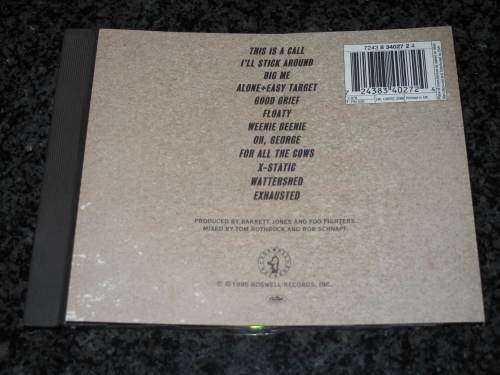 7243 8 34027 2 4
THIS IS A CALL
I'LL STICK AROUND
BIG ME
ALONE+EASY TARGET
GOOD GRIEF
FLOATY
WEENIE BEENIE
OH, GEORGE
FOR ALL THE COWS
X-STATIC
WATTERSHED
EXHAUSTED
7 24383 40272 4
PRODUCED BY BARRETT JONES AND FOO FIGHTERS.
MIXED BY TOM ROTHROCK AND ROB SCHNAPF.
℗ © 1995 ROSWELL RECORDS, INC.